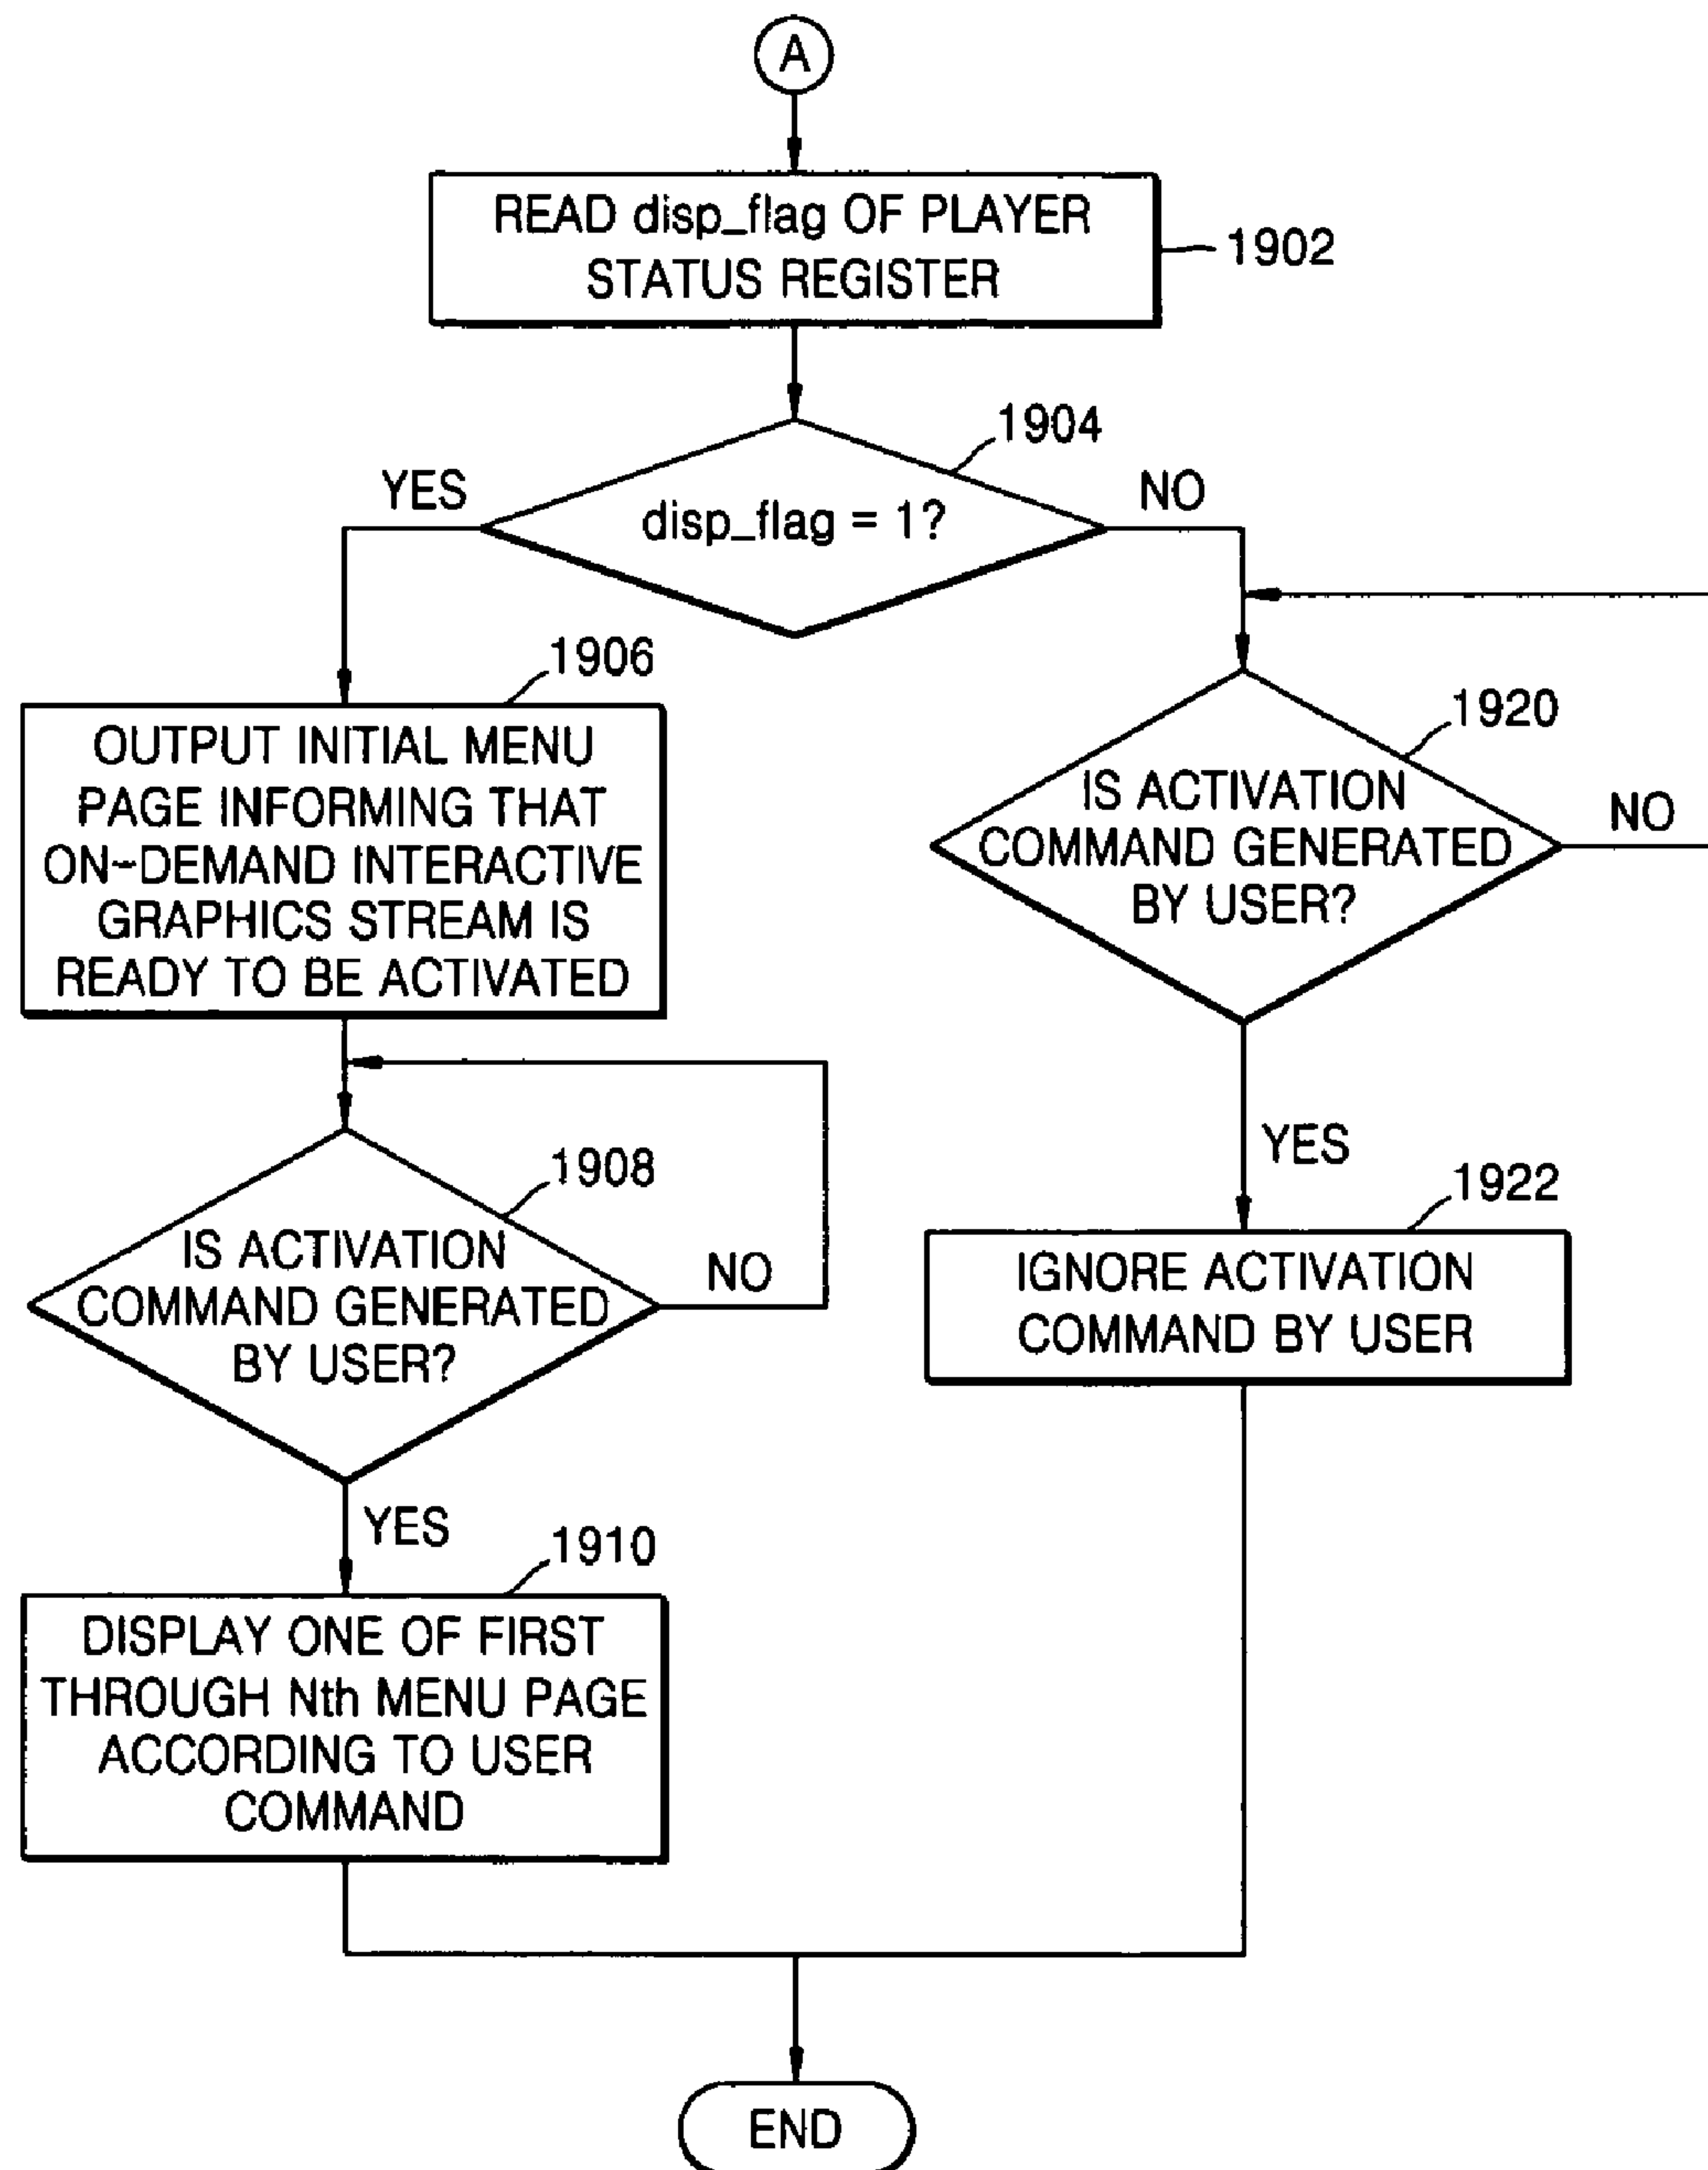 A
READ disp_flag OF PLAYER
STATUS REGISTER
1902
1904
YES
disp_flag = 1?
NO
1906
OUTPUT INITIAL MENU
PAGE INFORMING THAT
ON-DEMAND INTERACTIVE
GRAPHICS STREAM IS
READY TO BE ACTIVATED
1920
IS ACTIVATION
COMMAND GENERATED
BY USER?
NO
1908
IS ACTIVATION
COMMAND GENERATED
BY USER?
NO
YES
1922
IGNORE ACTIVATION
COMMAND BY USER
YES
1910
DISPLAY ONE OF FIRST
THROUGH Nth MENU PAGE
ACCORDING TO USER
COMMAND
END